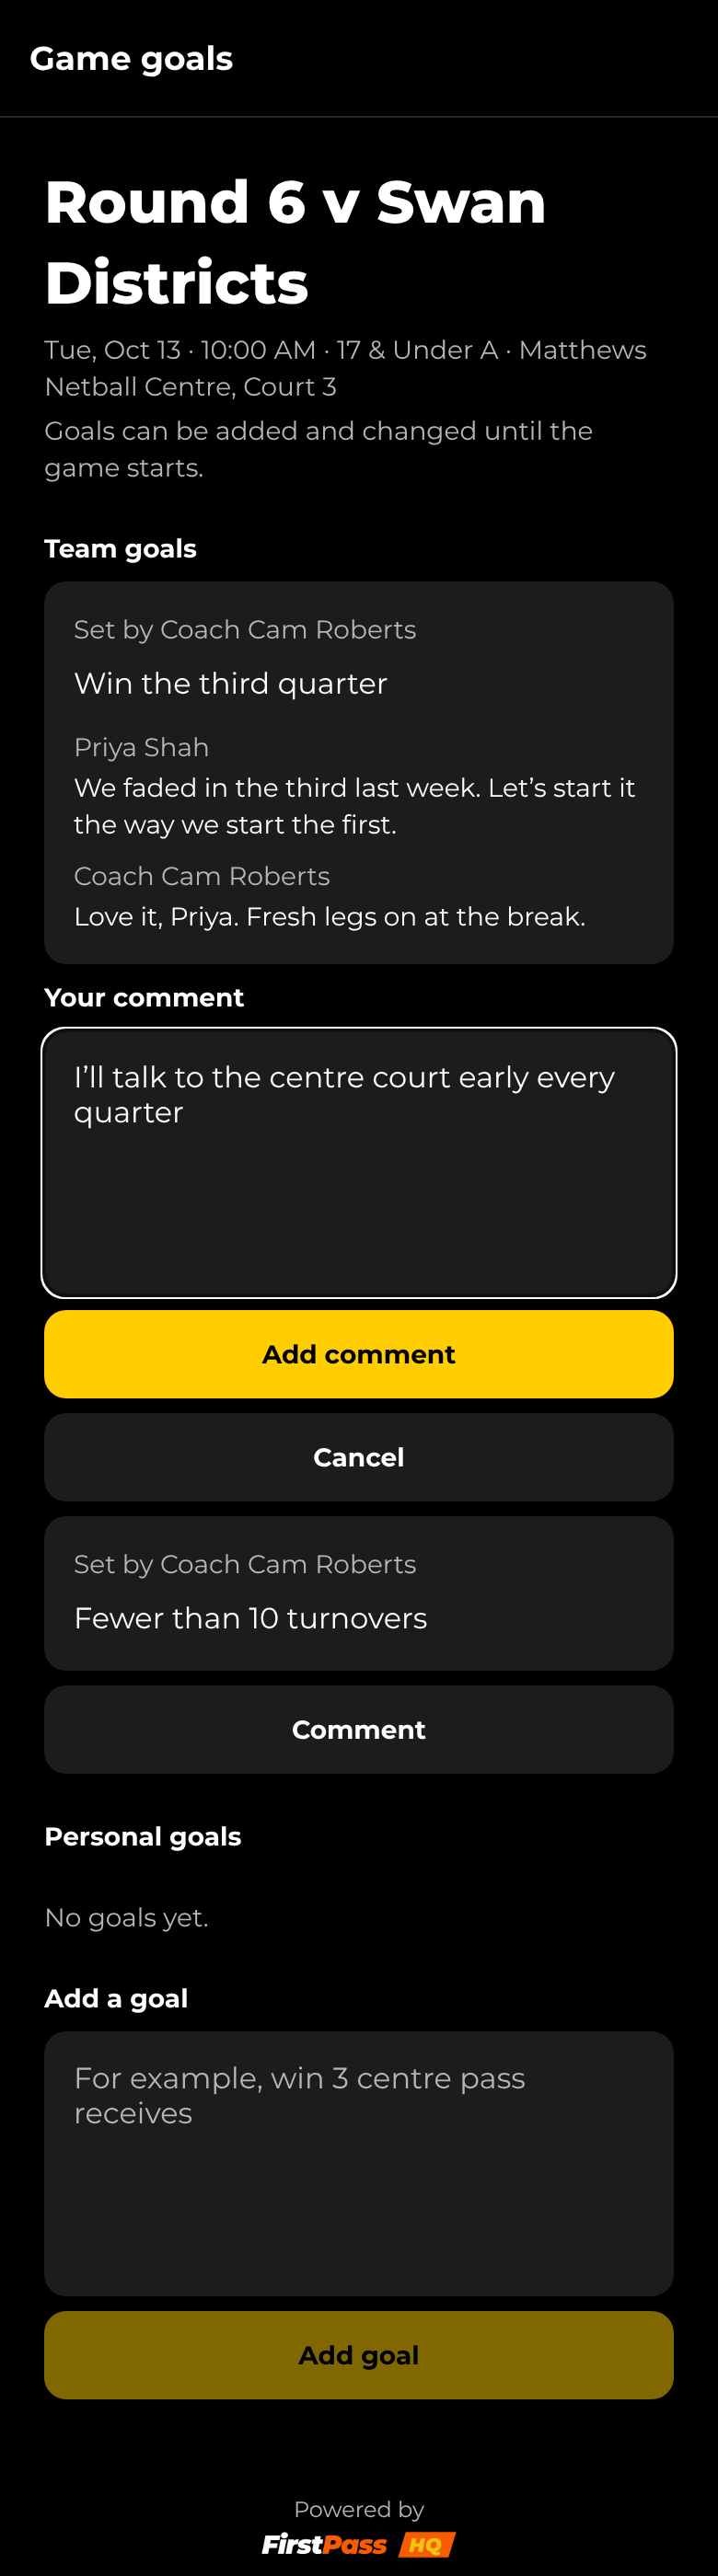 Game goals
Round 6 v Swan
Districts
Tue, Oct 13 · 10:00 AM · 17 & Under A · Matthews
Netball Centre, Court 3
Goals can be added and changed until the
game starts.
Team goals
Set by Coach Cam Roberts
Win the third quarter
Priya Shah
We faded in the third last week. Let’s start it
the way we start the first.
Coach Cam Roberts
Love it, Priya. Fresh legs on at the break.
Your comment
I’ll talk to the centre court early every
quarter
Add comment
Cancel
Set by Coach Cam Roberts
Fewer than 10 turnovers
Comment
Personal goals
No goals yet.
Add a goal
For example, win 3 centre pass
receives
Add goal
Powered by
FirstPass HQ